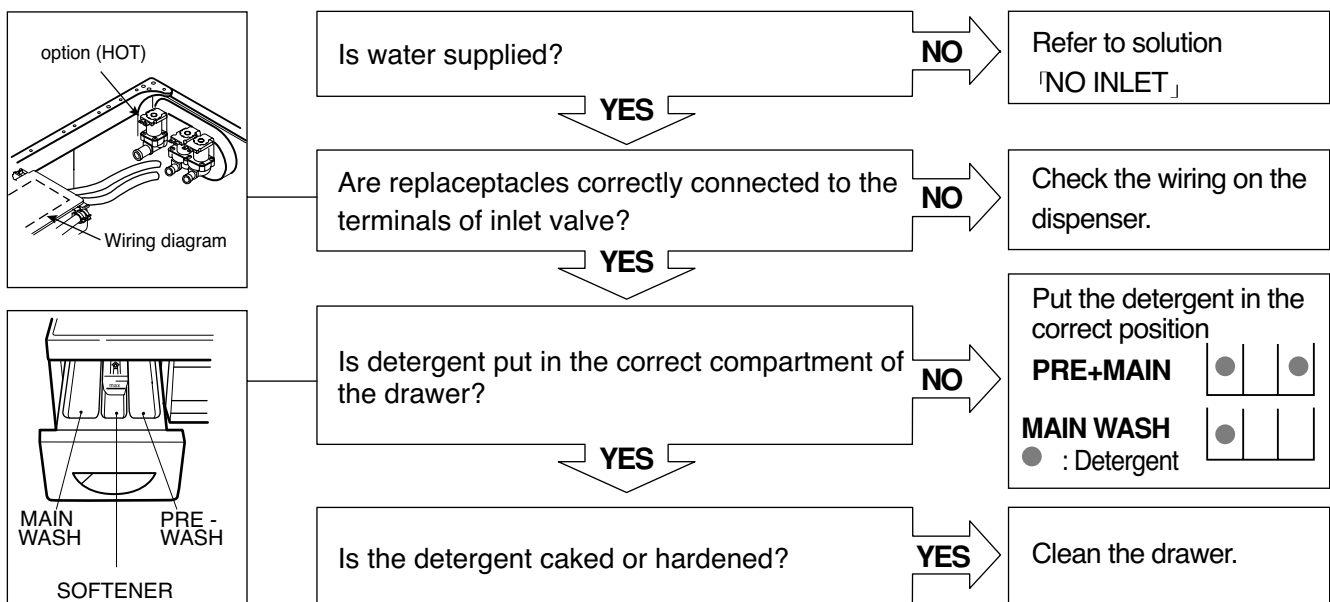 option (HOT)
Wiring diagram
Is water supplied?
NO
Refer to solution
「NO INLET」
YES
Are replaceptacles correctly connected to the
terminals of inlet valve?
NO
Check the wiring on the
dispenser.
YES
max
MAIN
WASH
PRE -
WASH
SOFTENER
Is detergent put in the correct compartment of
the drawer?
NO
Put the detergent in the
correct position
PRE+MAIN
MAIN WASH
: Detergent
YES
Is the detergent caked or hardened?
YES
Clean the drawer.